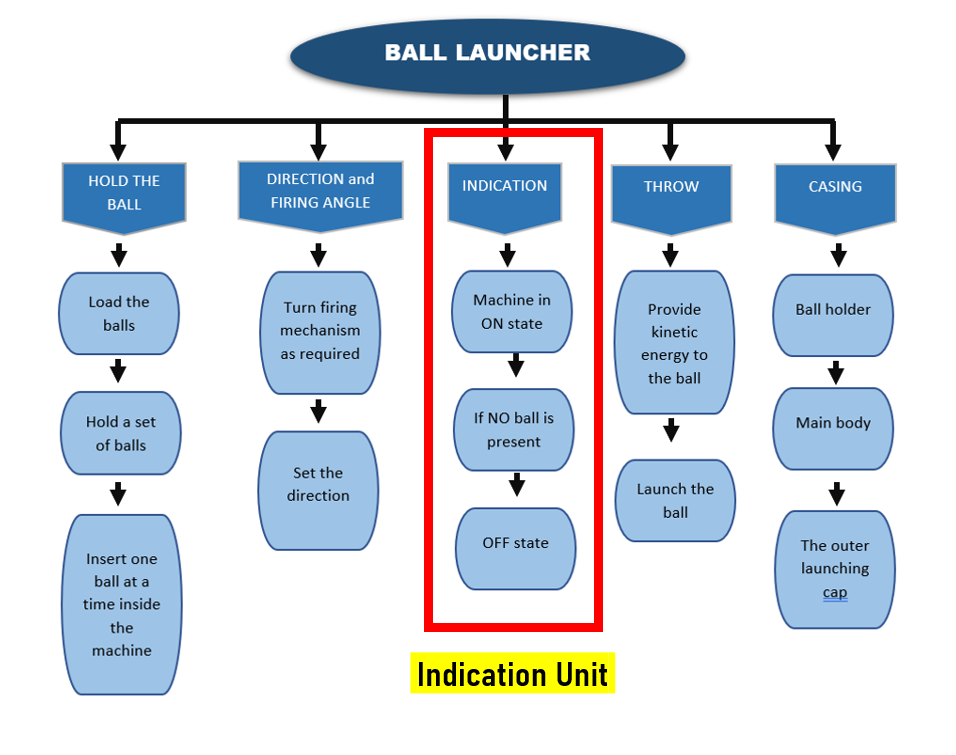 BALL LAUNCHER
HOLD THE
BALL
Load the
balls
Hold a set
of balls
Insert one
ball at a
time inside
the
machine
DIRECTION and
FIRING ANGLE
Turn firing
mechanism
as required
Set the
direction
INDICATION
Machine in
ON state
If NO ball is
present
OFF state
THROW
Provide
kinetic
energy to
the ball
Launch the
ball
CASING
Ball holder
Main body
The outer
launching
cap
Indication Unit